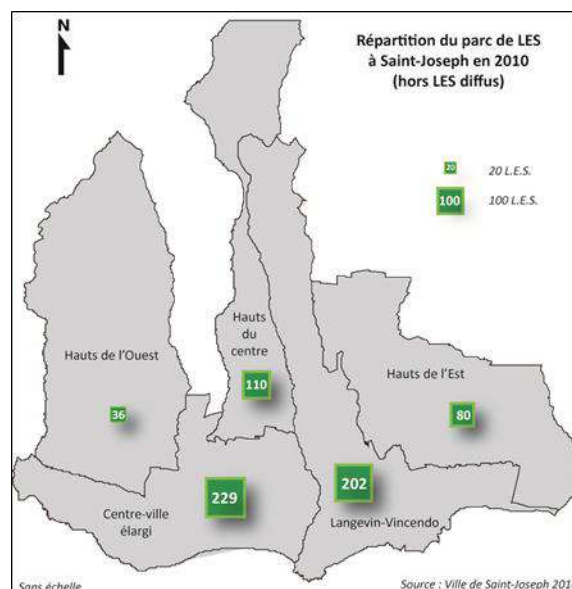 N
Répartition du parc de LES
à Saint-Joseph en 2010
(hors LES diffus)
20
20 L.E.S.
100
100 L.E.S.
Hauts
du
centre
Hauts de l'Ouest
Hauts de l'Est
110
36
80
229
202
Centre-ville
élargi
Langevin-Vincendo
Sans échelle
Source : Ville de Saint-Joseph 201